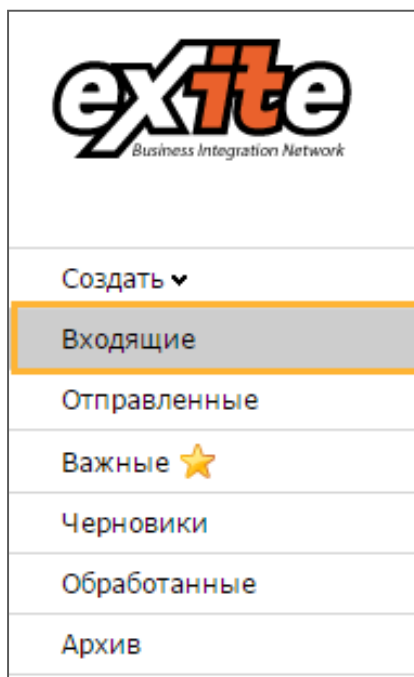 exite
Business Integration Network
Создать
Входящие
Отправленные
Важные
Черновики
Обработанные
Архив